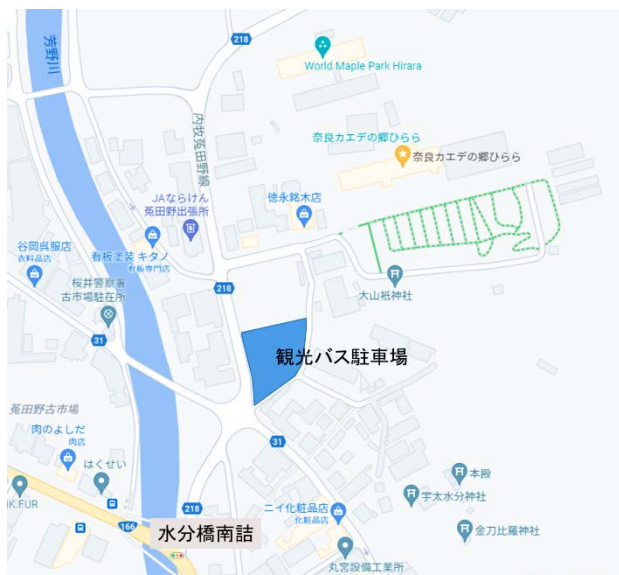 芳野川
218
World Maple Park Hirara
内牧菟田野線
奈良カエデの郷ひらら
奈良カエデの郷ひらら
JAならけん
菟田野出張所
徳永銘木店
谷岡呉服店
衣料品店
看板塗装 キタノ
看板専門店
218
大山祇神社
桜井警察署
古市場駐在所
31
観光バス駐車場
菟田野古市場
肉のよしだ
肉店
31
はくせい
本殿
宇太水分神社
NK.FUR
218
ニイ化粧品店
化粧品店
166
水分橋南詰
金刀比羅神社
丸宮設備工業所